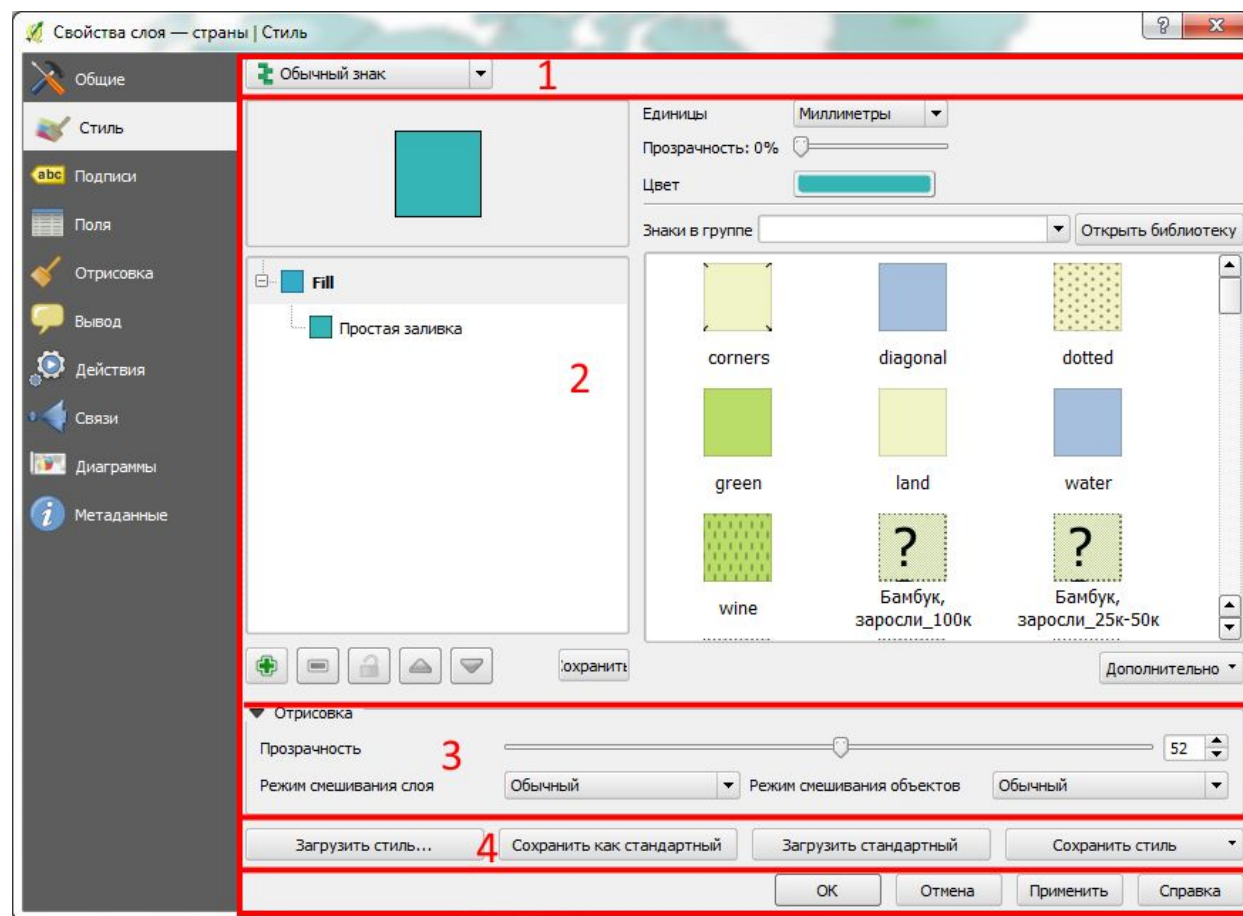 Свойства слоя — страны | Стиль
Общие
Стиль
abc Подписи
Поля
Отрисовка
Вывод
Действия
Связи
Диаграммы
Метаданные
Обычный знак
1
Единицы Миллиметры
Прозрачность: 0%
Цвет
Знаки в группе Открыть библиотеку
Fill
Простая заливка
2
corners diagonal dotted
green land water
wine Бамбук, заросли_100к Бамбук, заросли_25к-50к
охранить
Дополнительно
Отрисовка
Прозрачность 52
3
Режим смешивания слоя Обычный Режим смешивания объектов Обычный
Загрузить стиль... 4 Сохранить как стандартный Загрузить стандартный Сохранить стиль
OK Отмена Применить Справка